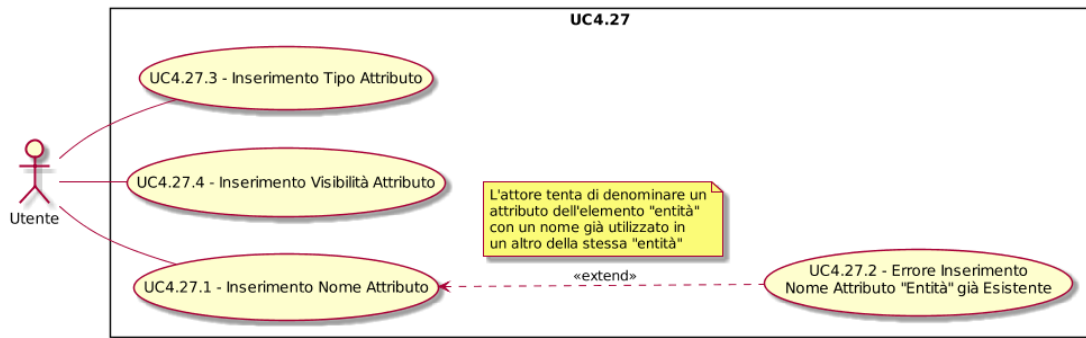 UC4.27
UC4.27.3 - Inserimento Tipo Attributo
UC4.27.4 - Inserimento Visibilità Attributo
Utente
L'attore tenta di denominare un
attributo dell'elemento "entità"
con un nome già utilizzato in
un altro della stessa "entità"
UC4.27.1 - Inserimento Nome Attributo
«extend»
UC4.27.2 - Errore Inserimento
Nome Attributo "Entità" già Esistente